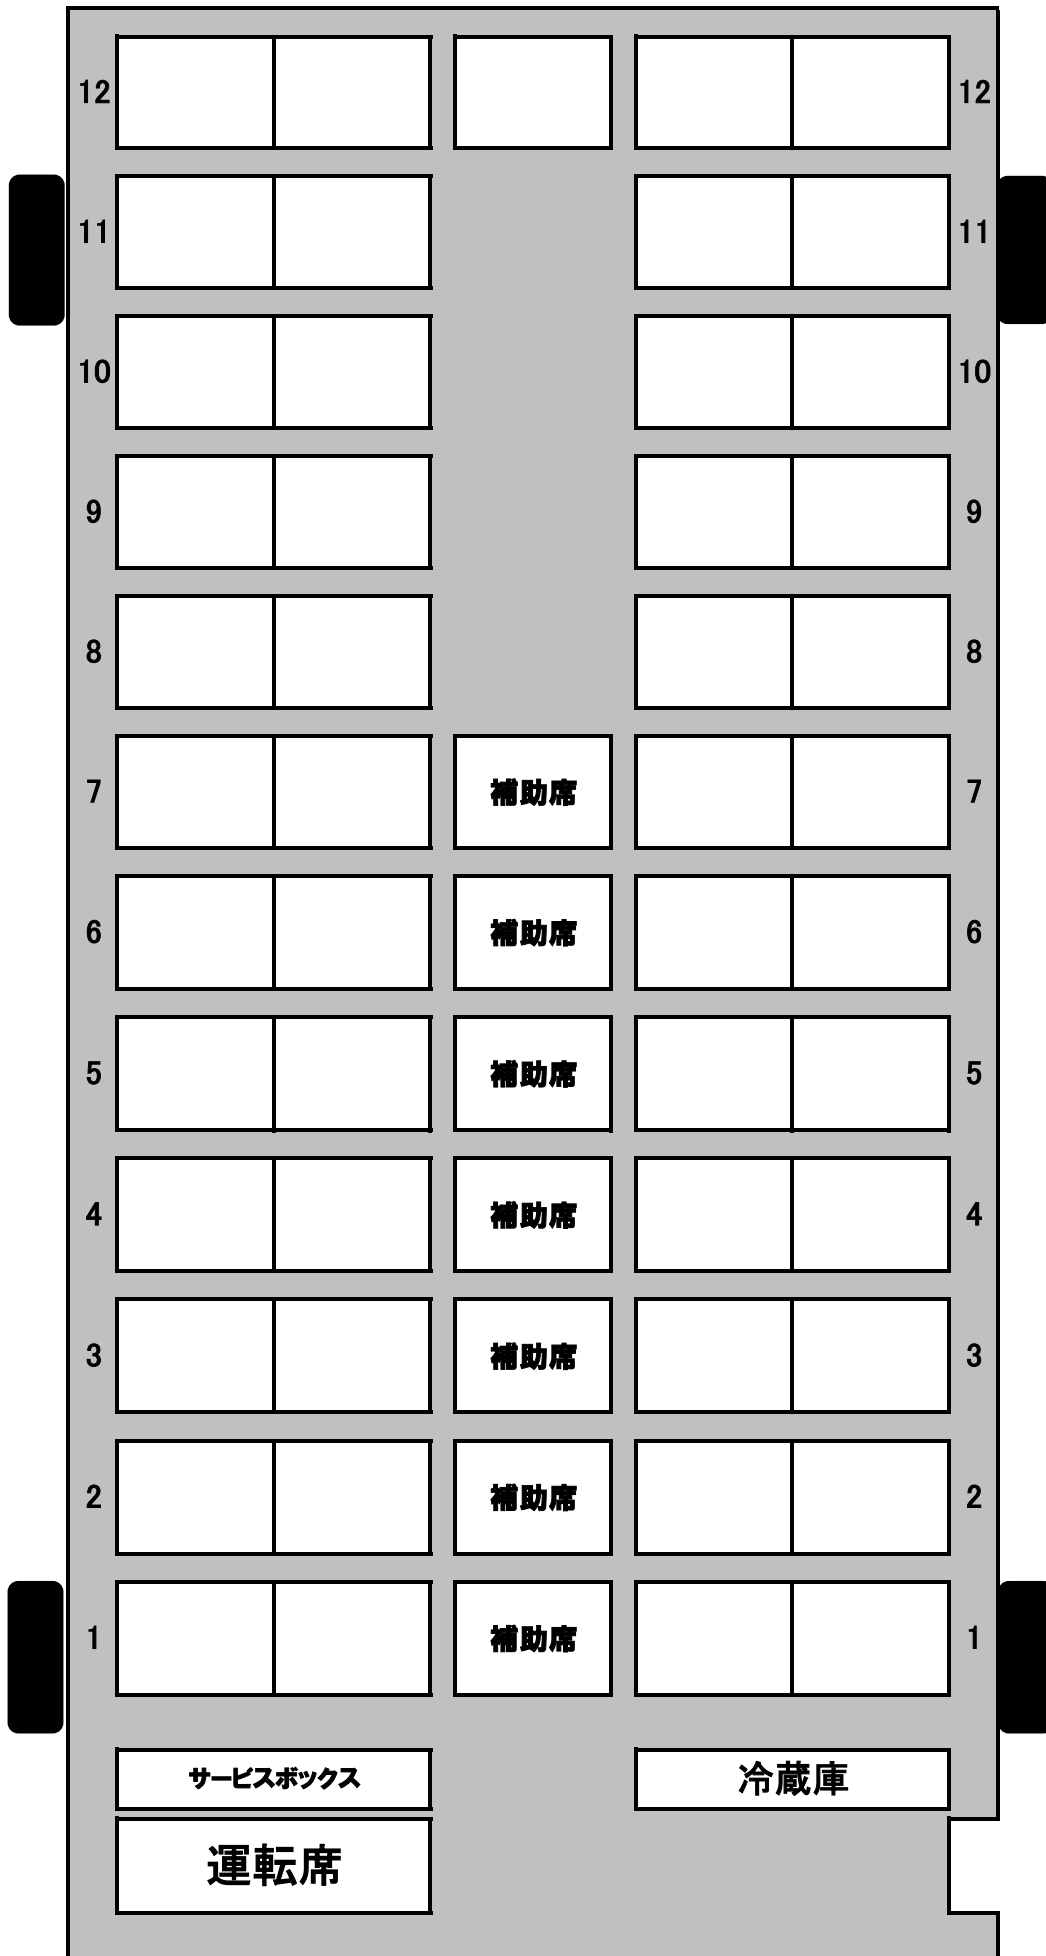 12 12
11 11
10 10
9 9
8 8
7 補助席 7
6 補助席 6
5 補助席 5
4 補助席 4
3 補助席 3
2 補助席 2
1 補助席 1
サービスボックス 冷蔵庫
運転席